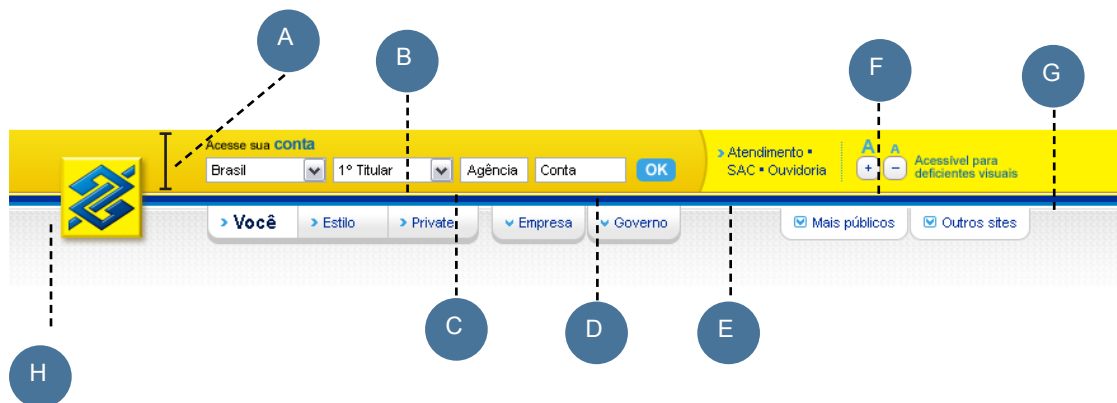 A
B
F
G
Acesse sua conta
Brasil 1º Titular Agência Conta OK
Atendimento ▪
SAC ▪ Ouvidoria
A A
+ −
Acessível para
deficientes visuais
Você Estilo Private Empresa Governo Mais públicos Outros sites
C
D
E
H